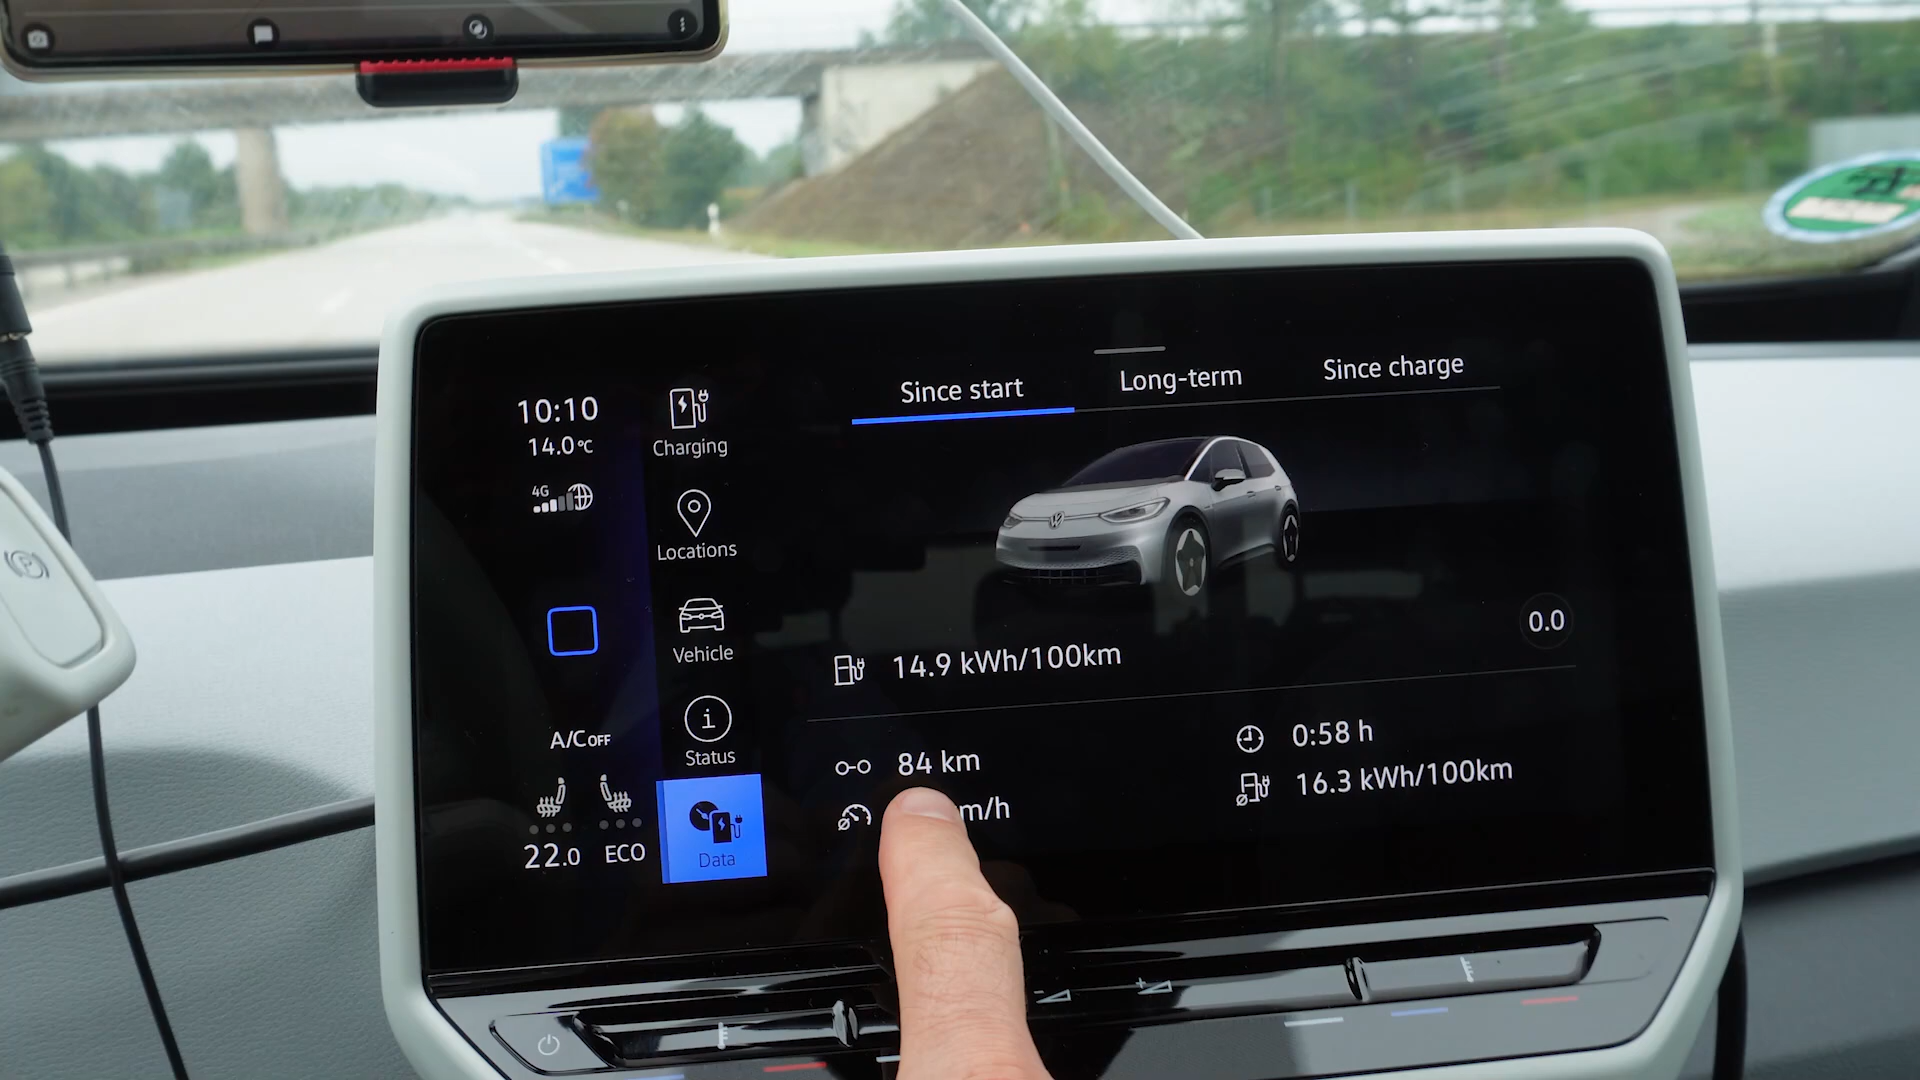 10:10
14.0°C
4G
A/C OFF
22.0 ECO
Charging
Locations
Vehicle
Status
Data
Since start Long-term Since charge
14.9 kWh/100km
0.0
84 km
m/h
0:58 h
16.3 kWh/100km